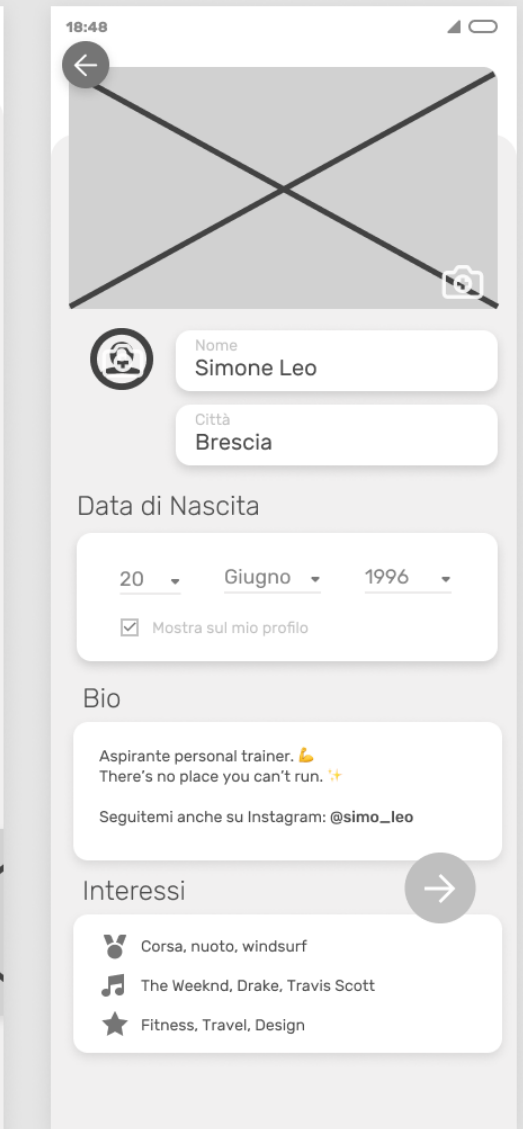 18:48
Nome
Simone Leo
Città
Brescia
Data di Nascita
20 Giugno 1996
Mostra sul mio profilo
Bio
Aspirante personal trainer. 💪
There's no place you can't run. ✨
Seguitemi anche su Instagram: @simo_leo
Interessi
Corsa, nuoto, windsurf
The Weeknd, Drake, Travis Scott
Fitness, Travel, Design